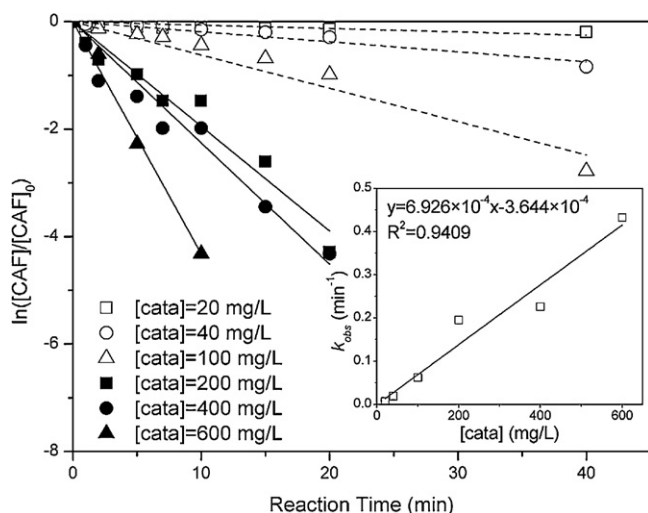 0
-2
-4
-6
-8
ln([CAF]/[CAF]0)
[cata]=20 mg/L
[cata]=40 mg/L
[cata]=100 mg/L
[cata]=200 mg/L
[cata]=400 mg/L
[cata]=600 mg/L
y=6.926×10⁻⁴x-3.644×10⁻⁴
R²=0.9409
0.5
0.4
0.3
0.2
0.1
0.0
kobs (min⁻¹)
0 200 400 600
[cata] (mg/L)
0 10 20 30 40
Reaction Time (min)